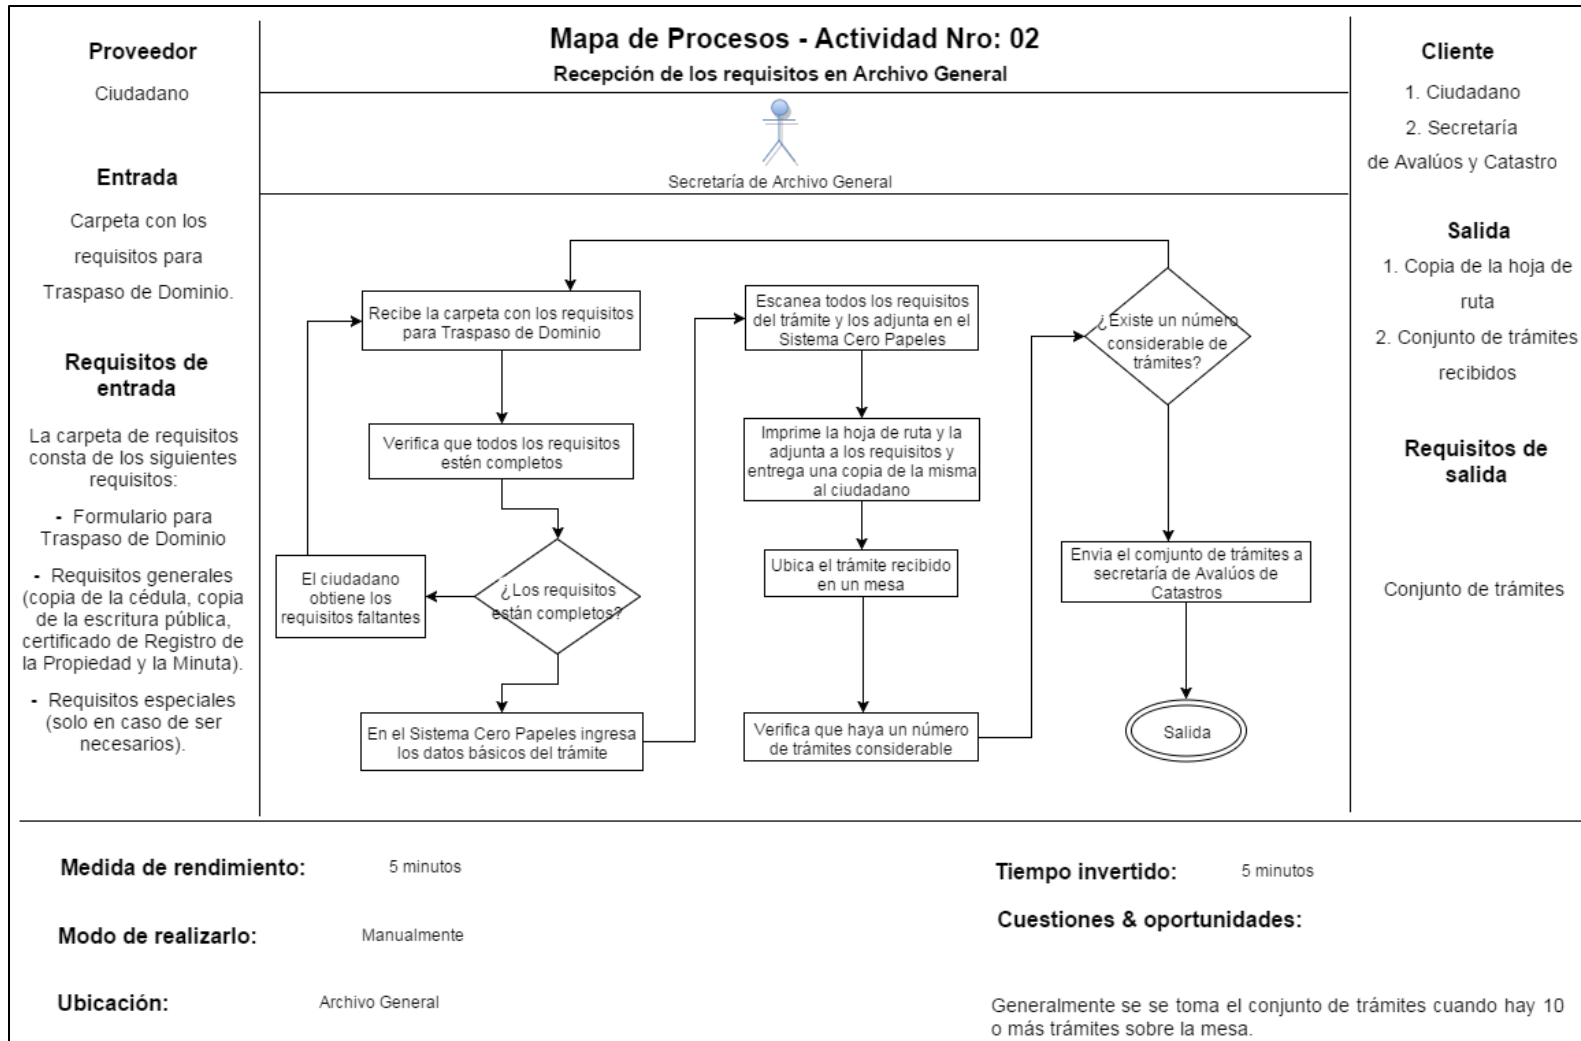 Proveedor
Ciudadano
Entrada
Carpeta con los
requisitos para
Traspaso de Dominio.
Requisitos de
entrada
La carpeta de requisitos
consta de los siguientes
requisitos:
- Formulario para
Traspaso de Dominio
- Requisitos generales
(copia de la cédula, copia
de la escritura pública,
certificado de Registro de
la Propiedad y la Minuta).
- Requisitos especiales
(solo en caso de ser
necesarios).
Mapa de Procesos - Actividad Nro: 02
Recepción de los requisitos en Archivo General
Secretaría de Archivo General
Recibe la carpeta con los requisitos
para Traspaso de Dominio
Verifica que todos los requisitos
estén completos
¿Los requisitos
están completos?
El ciudadano
obtiene los
requisitos faltantes
En el Sistema Cero Papeles ingresa
los datos básicos del trámite
Escanea todos los requisitos
del trámite y los adjunta en el
Sistema Cero Papeles
Imprime la hoja de ruta y la
adjunta a los requisitos y
entrega una copia de la misma
al ciudadano
Ubica el trámite recibido
en un mesa
Verifica que haya un número
de trámites considerable
¿Existe un número
considerable de
trámites?
Envia el comjunto de trámites a
secretaría de Avalúos de
Catastros
Salida
Cliente
1. Ciudadano
2. Secretaría
de Avalúos y Catastro
Salida
1. Copia de la hoja de
ruta
2. Conjunto de trámites
recibidos
Requisitos de
salida
Conjunto de trámites
Medida de rendimiento: 5 minutos
Modo de realizarlo: Manualmente
Ubicación: Archivo General
Tiempo invertido: 5 minutos
Cuestiones & oportunidades:
Generalmente se se toma el conjunto de trámites cuando hay 10
o más trámites sobre la mesa.